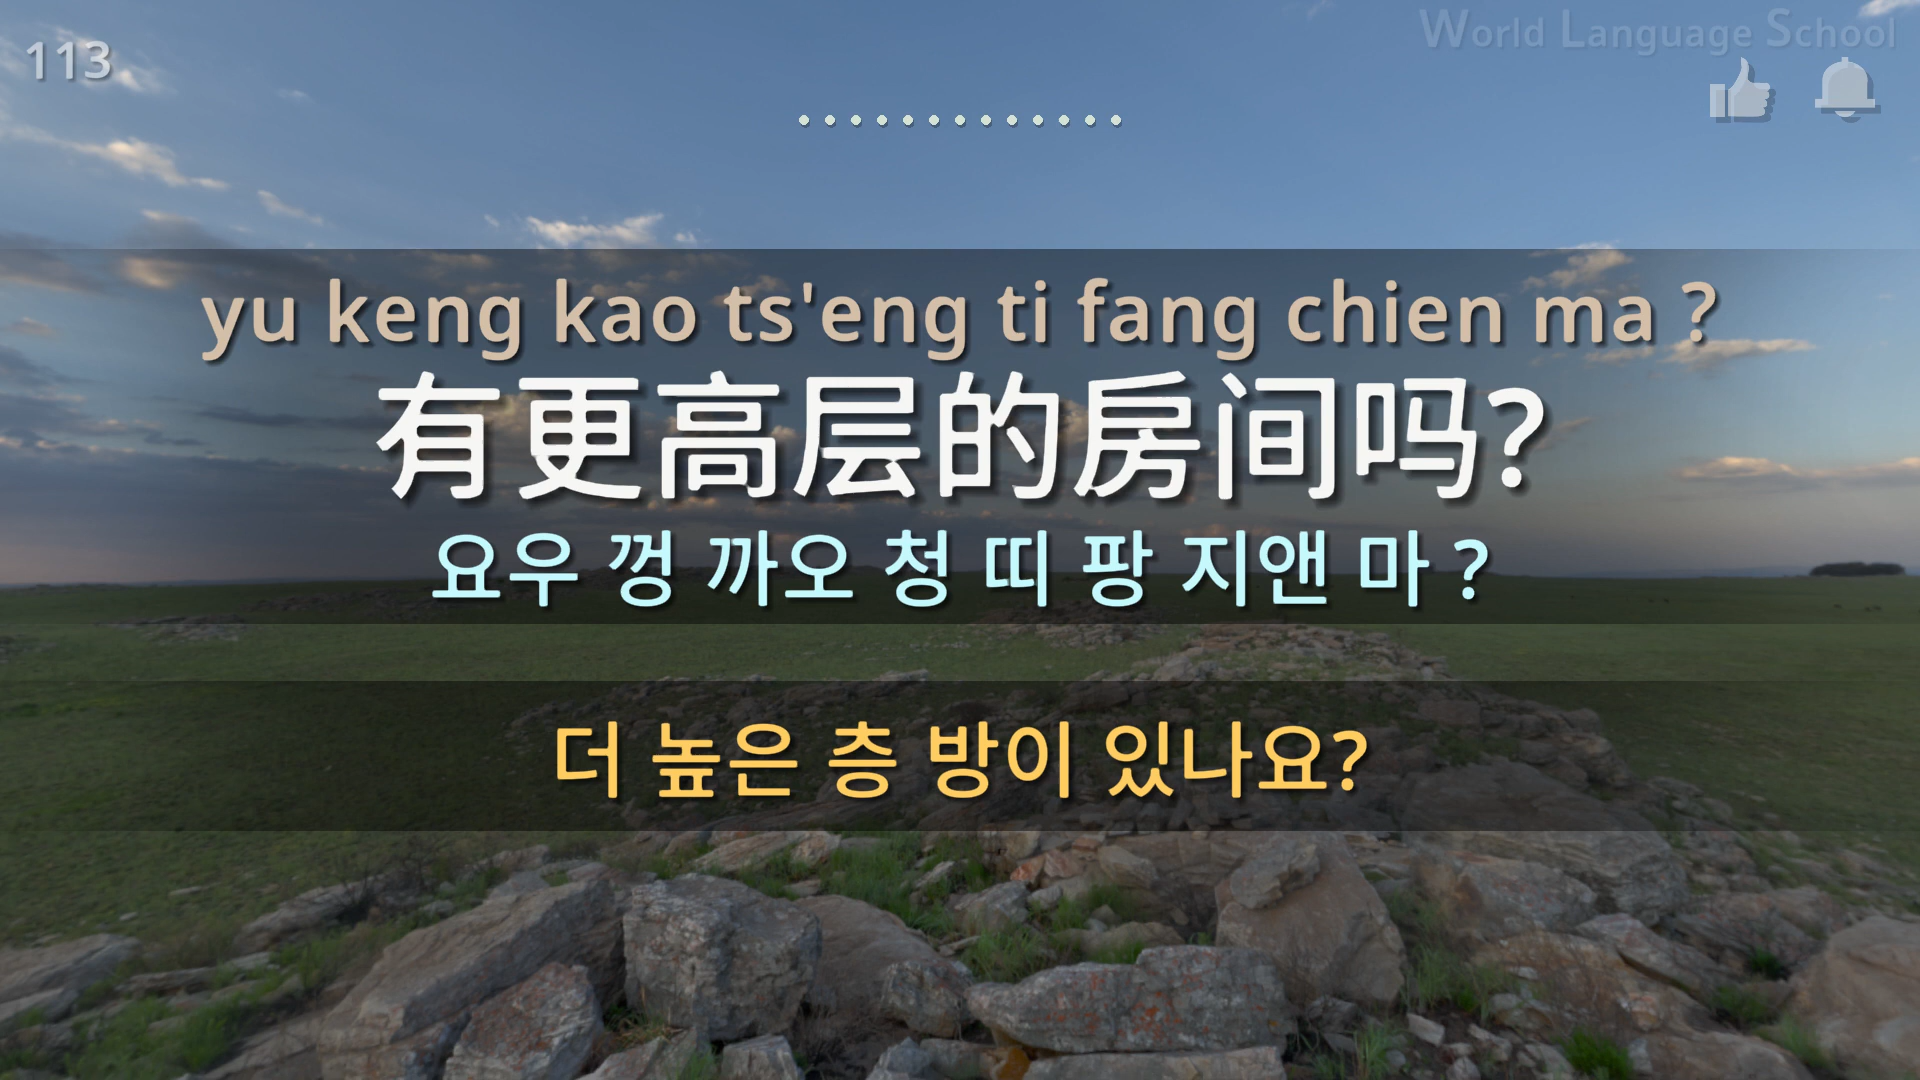 World Language School
113
yu keng kao ts'eng ti fang chien ma ?
有更高层的房间吗?
요우 껑 까오 청 띠 팡 지앤 마 ?
더 높은 층 방이 있나요?